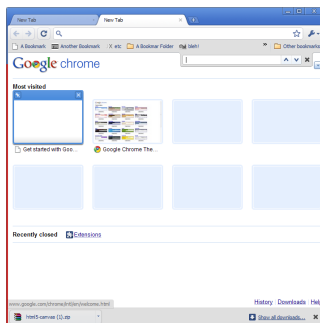 New Tab
New Tab
A Bookmark Another Bookmark X etc A Bookmar Folder Meh!
» Other bookmarks
Google chrome
Most visited
Get started with Goo...
Google Chrome The...
Recently closed Extensions
History Downloads Help
www.google.com/chrome/intl/en/welcome.html
html5-canvas (1).zip
Show all downloads...